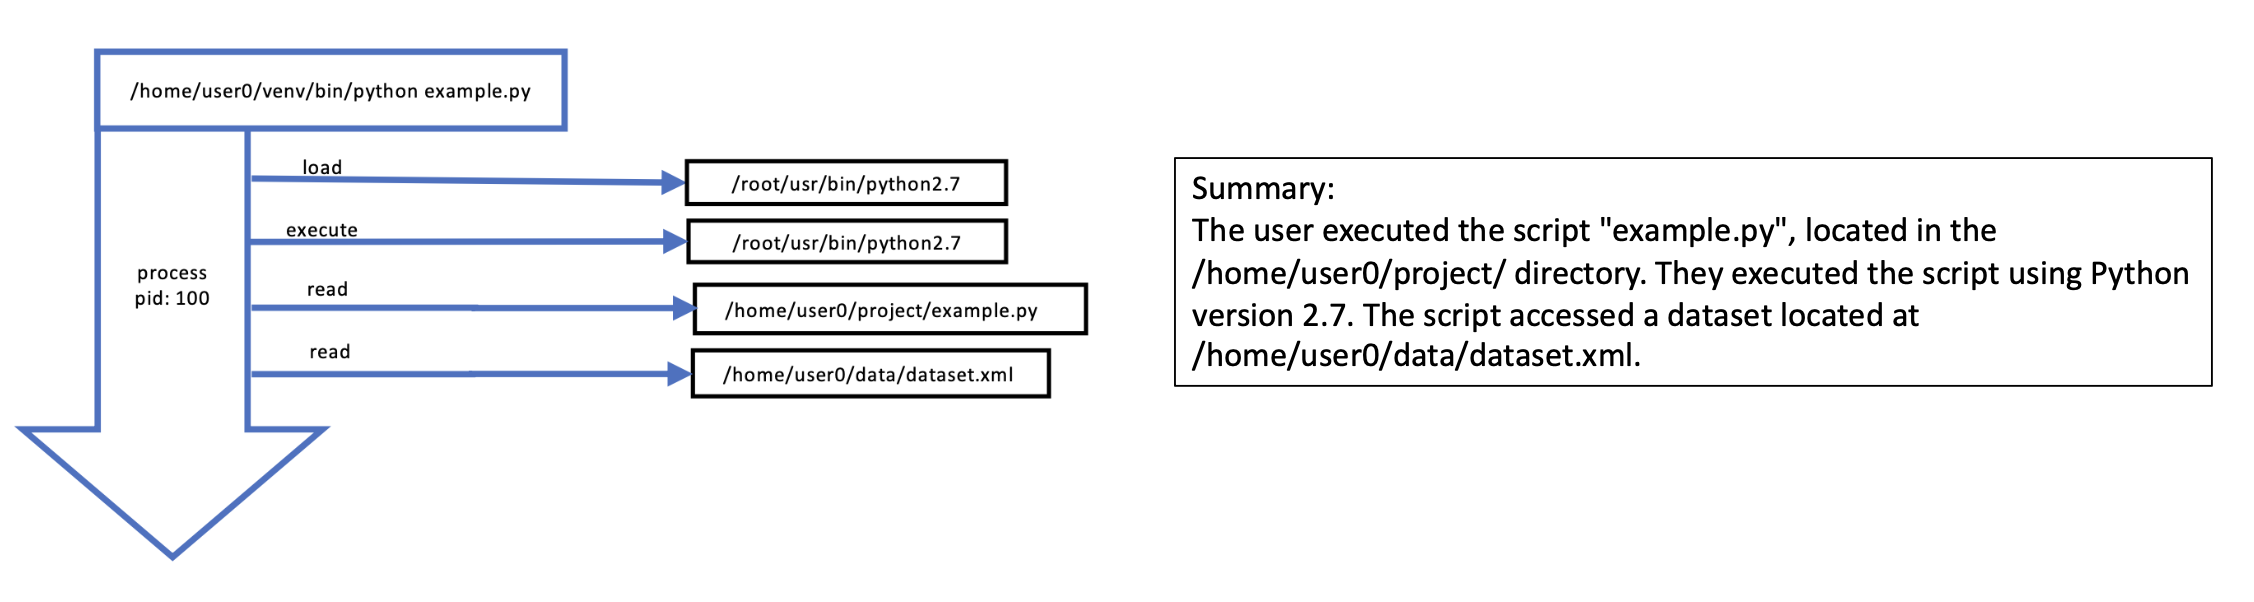 /home/user0/venv/bin/python example.py
load
/root/usr/bin/python2.7
execute
/root/usr/bin/python2.7
process
pid: 100
read
/home/user0/project/example.py
read
/home/user0/data/dataset.xml
Summary:
The user executed the script "example.py", located in the
/home/user0/project/ directory. They executed the script using Python
version 2.7. The script accessed a dataset located at
/home/user0/data/dataset.xml.